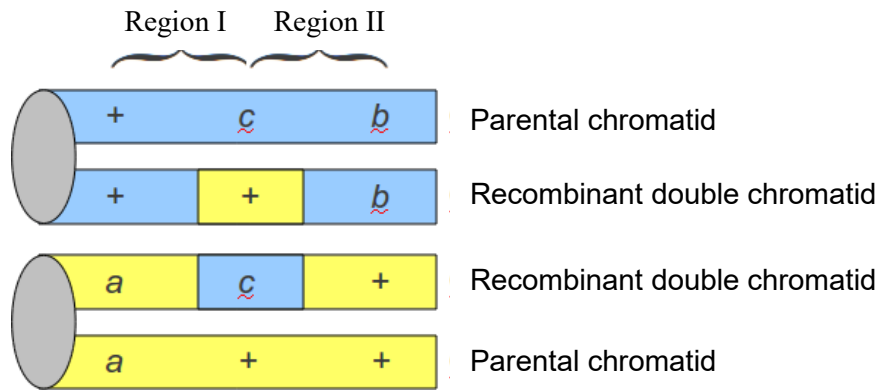 Region I Region II
+ c b Parental chromatid
+ + b Recombinant double chromatid
a c + Recombinant double chromatid
a + + Parental chromatid